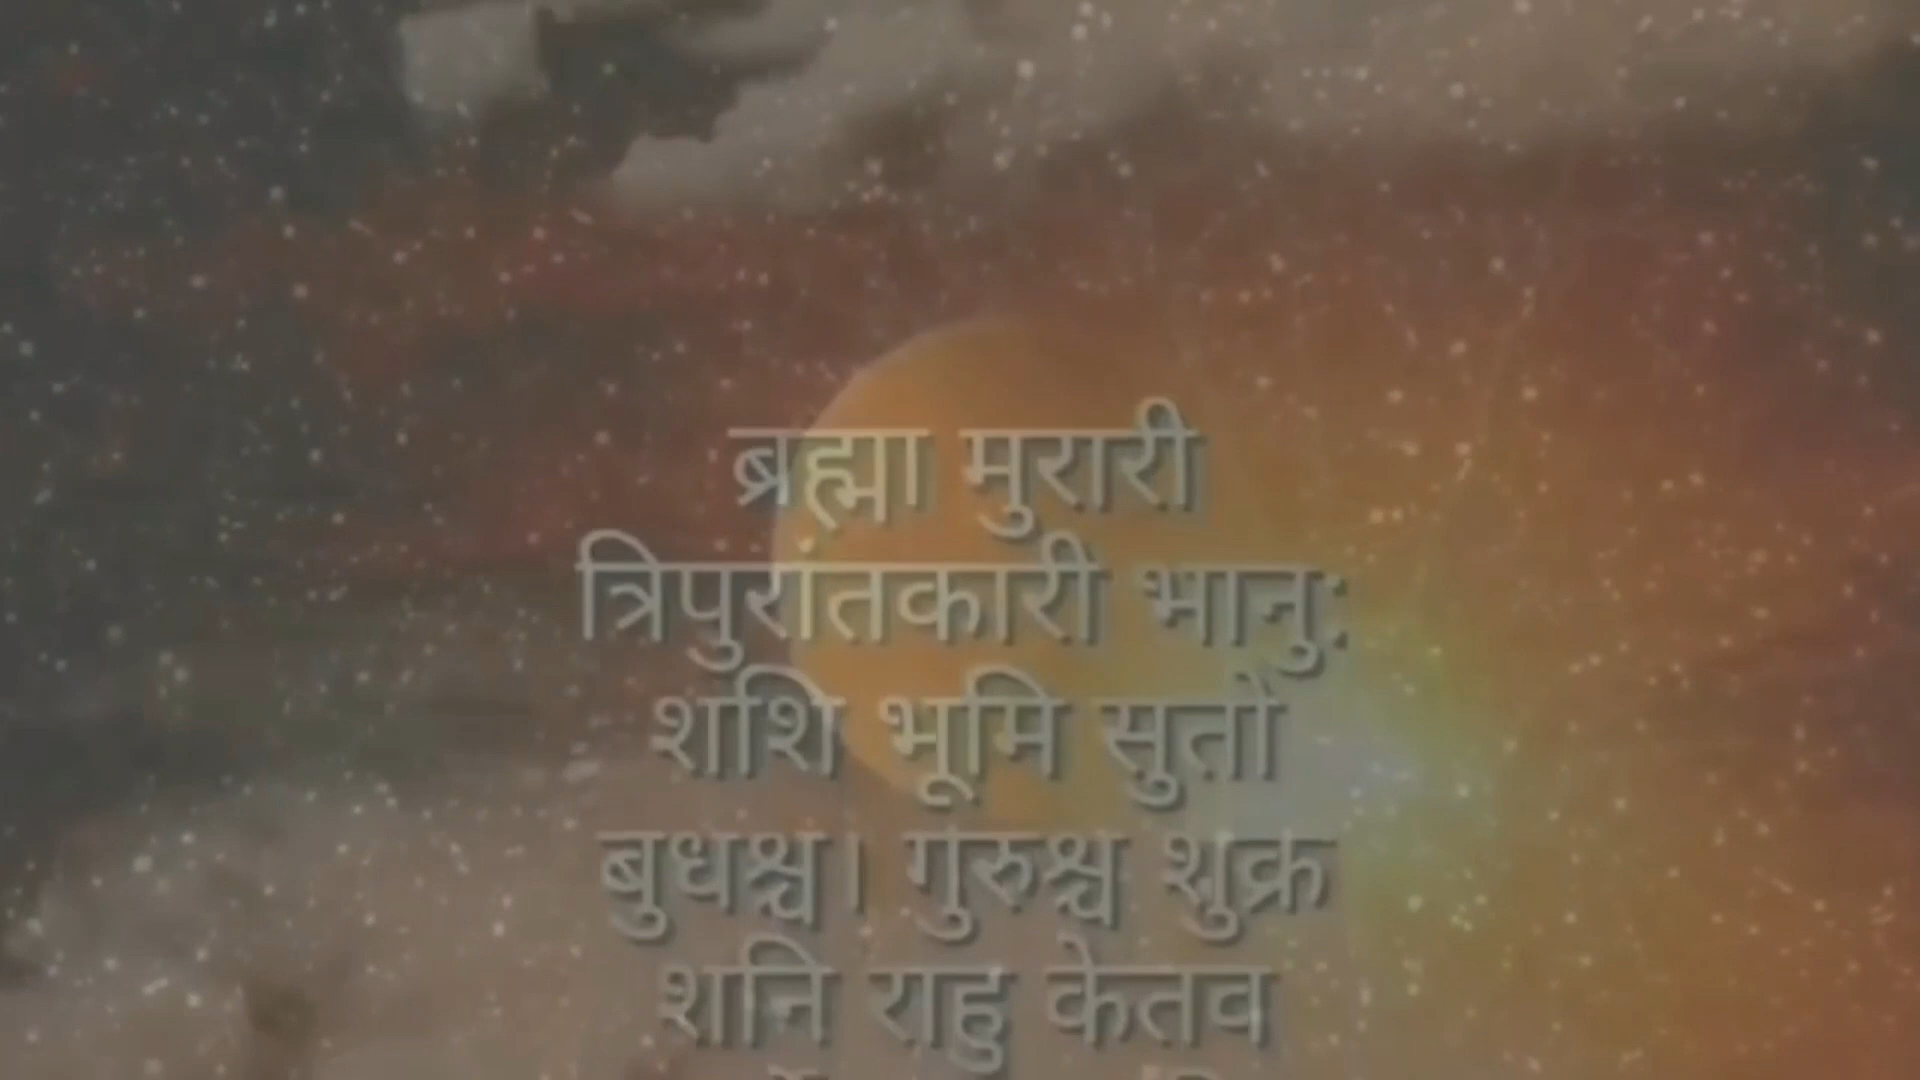 ब्रह्मा मुरारी
त्रिपुरांतकारी भानु:
शशि भूमि सुतो
बुधश्च। गुरुश्च शुक्र
शनि राहु केतव